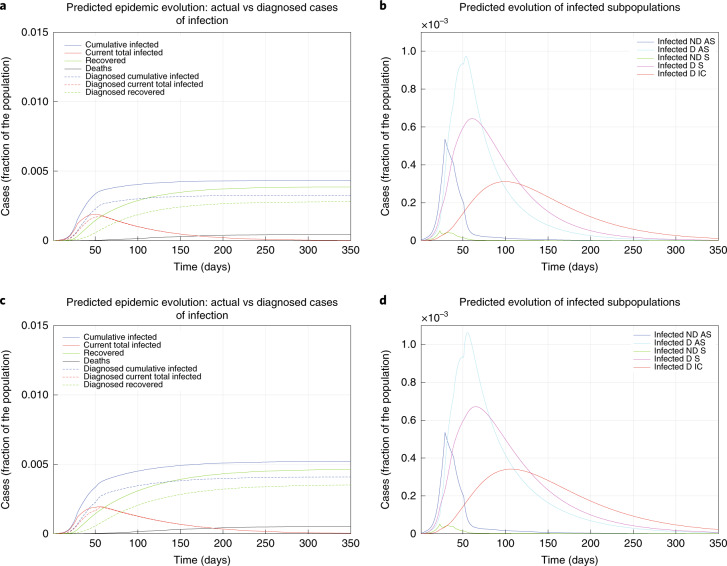 a
Predicted epidemic evolution: actual vs diagnosed cases
of infection
0.015
0.010
0.005
0
Cases (fraction of the population)
Cumulative infected
Current total infected
Recovered
Deaths
Diagnosed cumulative infected
Diagnosed current total infected
Diagnosed recovered
50 100 150 200 250 300 350
Time (days)
b
Predicted evolution of infected subpopulations
×10⁻³
1.0
0.8
0.6
0.4
0.2
0
Cases (fraction of the population)
Infected ND AS
Infected D AS
Infected ND S
Infected D S
Infected D IC
50 100 150 200 250 300 350
Time (days)
c
Predicted epidemic evolution: actual vs diagnosed cases
of infection
0.015
0.010
0.005
0
Cases (fraction of the population)
Cumulative infected
Current total infected
Recovered
Deaths
Diagnosed cumulative infected
Diagnosed current total infected
Diagnosed recovered
50 100 150 200 250 300 350
Time (days)
d
Predicted evolution of infected subpopulations
×10⁻³
1.0
0.8
0.6
0.4
0.2
0
Cases (fraction of the population)
Infected ND AS
Infected D AS
Infected ND S
Infected D S
Infected D IC
50 100 150 200 250 300 350
Time (days)